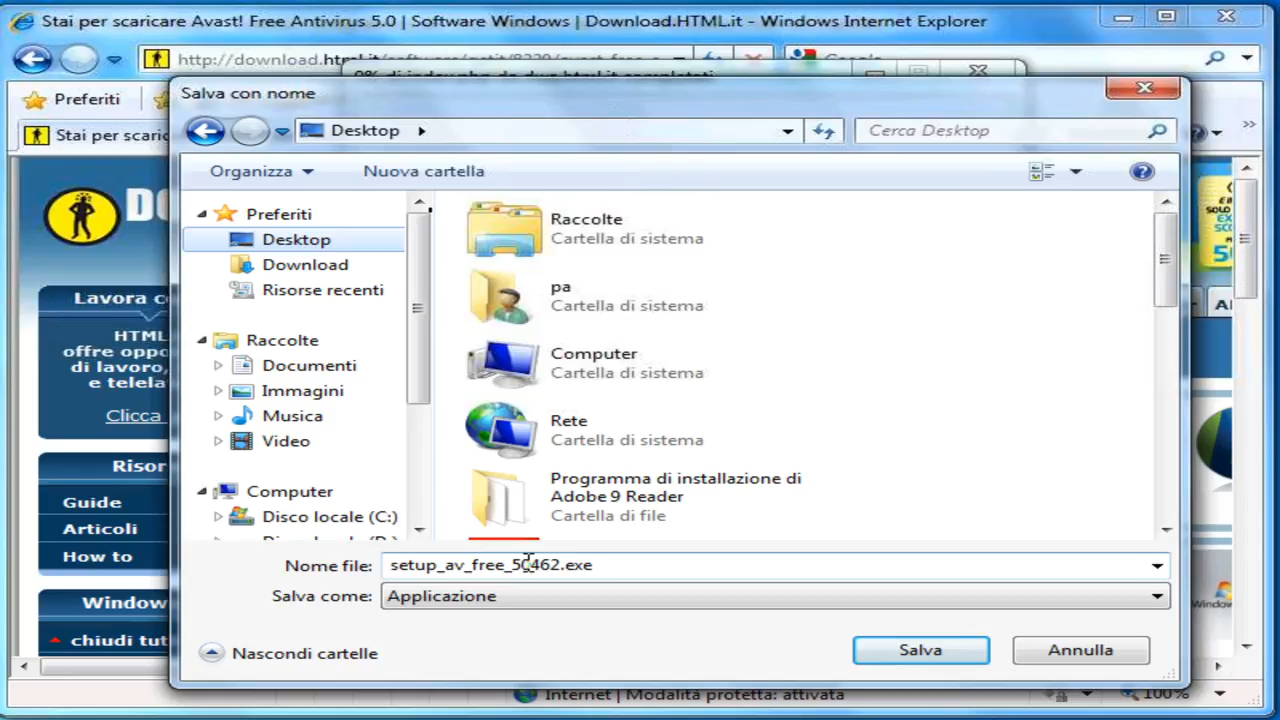 Stai per scaricare Avast! Free Antivirus 5.0 | Software Windows | Download.HTML.it - Windows Internet Explorer
Preferiti
Stai per scaric
Salva con nome
Desktop
Cerca Desktop
Organizza
Nuova cartella
Preferiti
Desktop
Download
Risorse recenti
Raccolte
Documenti
Immagini
Musica
Video
Computer
Disco locale (C:)
Raccolte
Cartella di sistema
pa
Cartella di sistema
Computer
Cartella di sistema
Rete
Cartella di sistema
Programma di installazione di
Adobe 9 Reader
Cartella di file
Nome file: setup_av_free_50462.exe
Salva come: Applicazione
Nascondi cartelle
Salva
Annulla
DO
Lavora c
HTML
offre oppo
di lavoro,
e telela
Clicca
Risor
Guide
Articoli
How to
Window
chiudi tut
Internet | Modalità protetta: attivata
100%